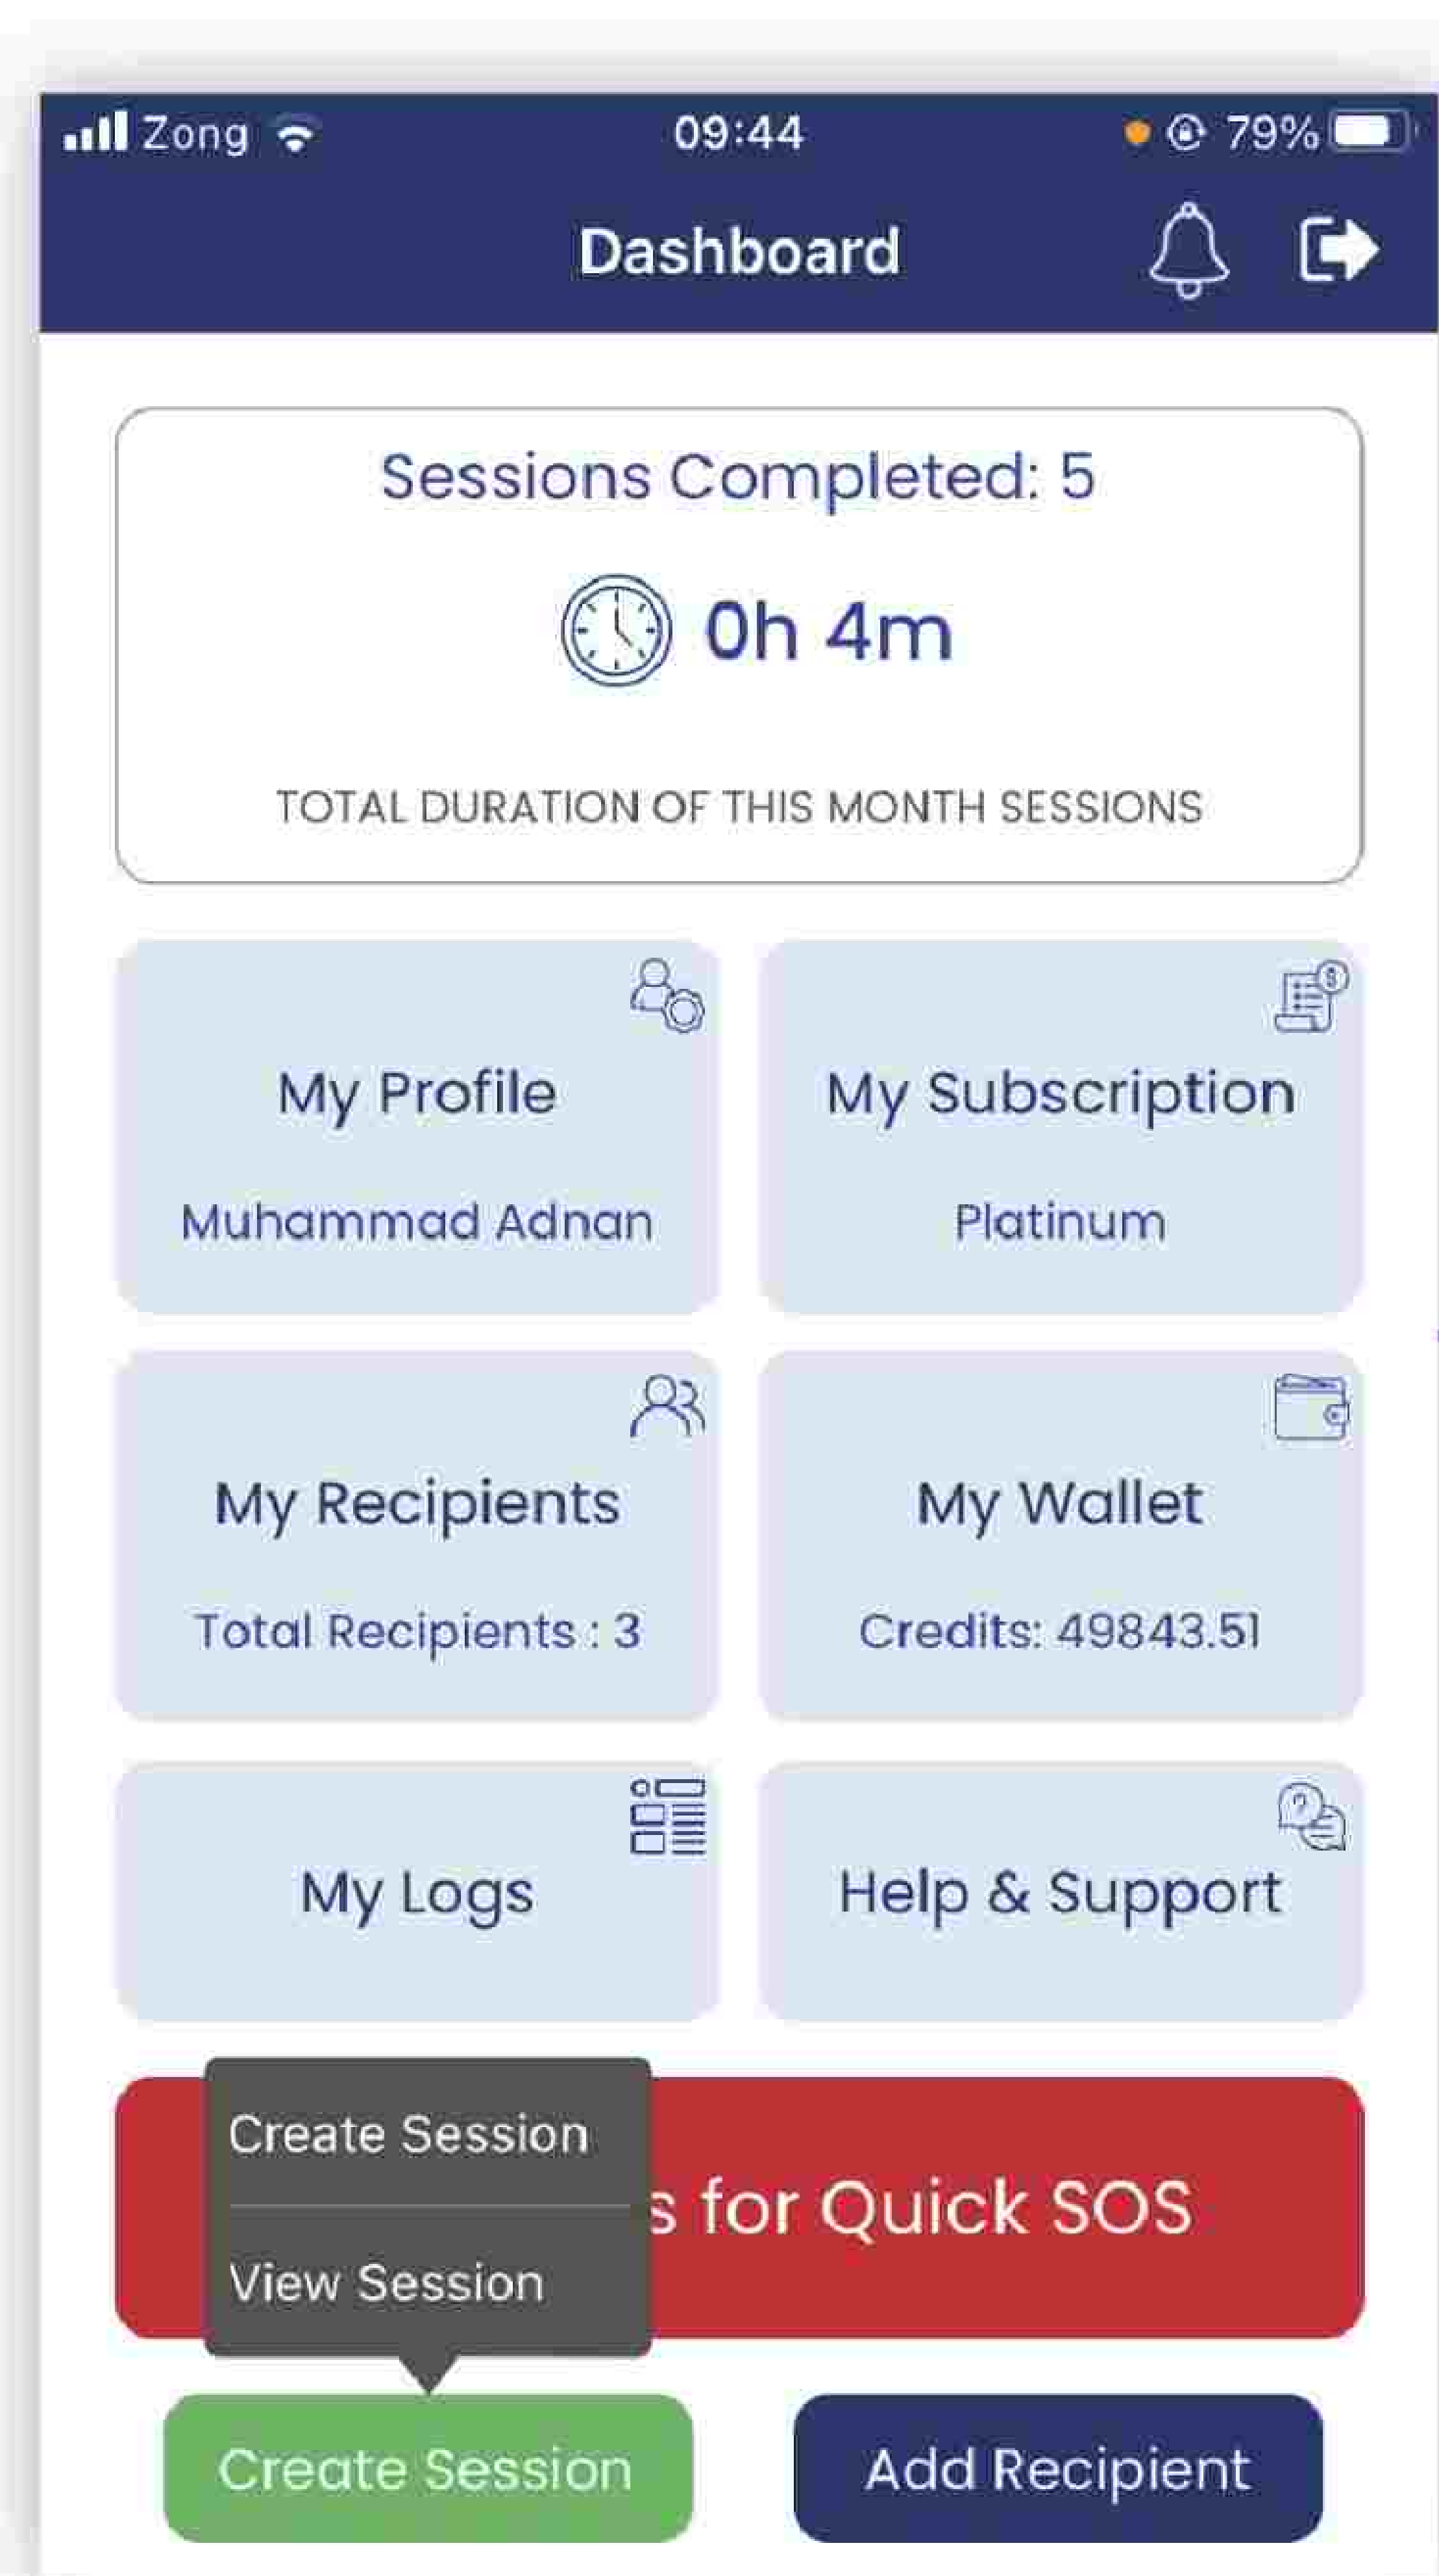 Zong 09:44 79%
Dashboard
Sessions Completed: 5
0h 4m
TOTAL DURATION OF THIS MONTH SESSIONS
My Profile
Muhammad Adnan
My Subscription
Platinum
My Recipients
Total Recipients : 3
My Wallet
Credits: 49843.51
My Logs
Help & Support
Create Session
View Session
s for Quick SOS
Create Session
Add Recipient